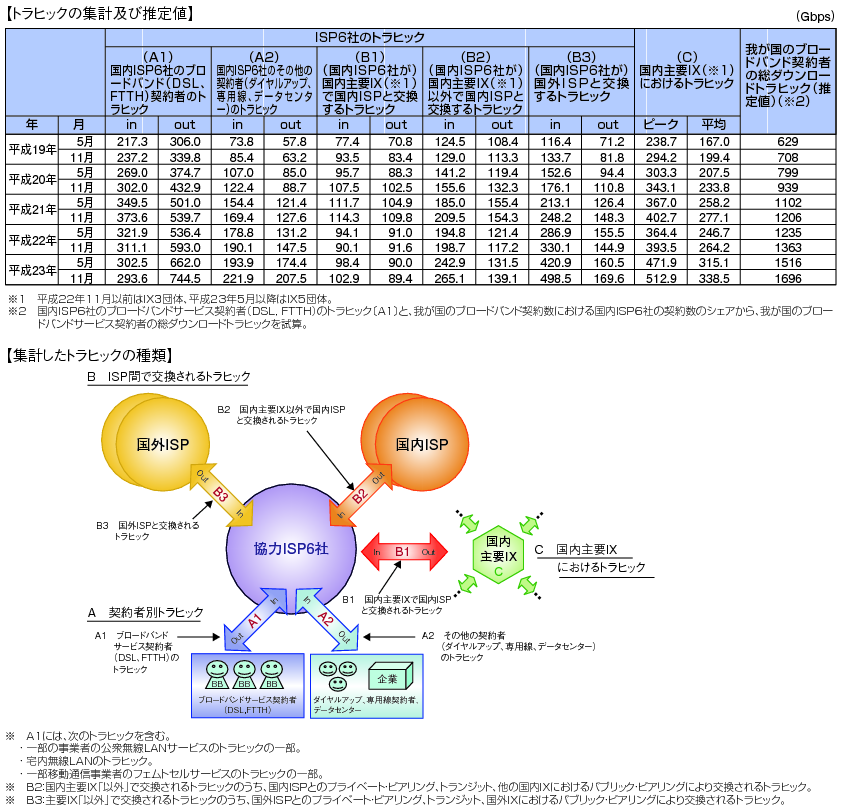 【トラヒックの集計及び推定値】
(Gbps)
ISP6社のトラヒック
(A1)
国内ISP6社のブロードバンド(DSL、FTTH)契約者のトラヒック
(A2)
国内ISP6社のその他の契約者(ダイヤルアップ、専用線、データセンター)のトラヒック
(B1)
(国内ISP6社が)国内主要IX(※1)で国内ISPと交換するトラヒック
(B2)
(国内ISP6社が)国内主要IX(※1)以外で国内ISPと交換するトラヒック
(B3)
(国内ISP6社が)国外ISPと交換するトラヒック
(C)
国内主要IX(※1)におけるトラヒック
我が国のブロードバンド契約者の総ダウンロードトラヒック(推定値)(※2)
年 月 in out in out in out in out in out ピーク 平均
平成19年 5月 217.3 306.0 73.8 57.8 77.4 70.8 124.5 108.4 116.4 71.2 238.7 167.0 629
11月 237.2 339.8 85.4 63.2 93.5 83.4 129.0 113.3 133.7 81.8 294.2 199.4 708
平成20年 5月 269.0 374.7 107.0 85.0 95.7 88.3 141.2 119.4 152.6 94.4 303.3 207.5 799
11月 302.0 432.9 122.4 88.7 107.5 102.5 155.6 132.3 176.1 110.8 343.1 233.8 939
平成21年 5月 349.5 501.0 154.4 121.4 111.7 104.9 185.0 155.4 213.1 126.4 367.0 258.2 1102
11月 373.6 539.7 169.4 127.6 114.3 109.8 209.5 154.3 248.2 148.3 402.7 277.1 1206
平成22年 5月 321.9 536.4 178.8 131.2 94.1 91.0 194.8 121.4 286.9 155.5 364.4 246.7 1235
11月 311.1 593.0 190.1 147.5 90.1 91.6 198.7 117.2 330.1 144.9 393.5 264.2 1363
平成23年 5月 302.5 662.0 193.9 174.4 98.4 90.0 242.9 131.5 420.9 160.5 471.9 315.1 1516
11月 293.6 744.5 221.9 207.5 102.9 89.4 265.1 139.1 498.5 169.6 512.9 338.5 1696
※1 平成22年11月以前はIX3団体、平成23年5月以降はIX5団体。
※2 国内ISP6社のブロードバンドサービス契約者(DSL、FTTH)のトラヒック(A1)と、我が国のブロードバンド契約数における国内ISP6社の契約数のシェアから、我が国のブロー
ドバンドサービス契約者の総ダウンロードトラヒックを試算。
【集計したトラヒックの種類】
B ISP間で交換されるトラヒック
国外ISP
B2 国内主要IX以外で国内ISP
と交換されるトラヒック
国内ISP
Out
B3
In
Out
B2
In
B3 国外ISPと交換される
トラヒック
協力ISP6社
In B1 Out
国内
主要IX
C
C 国内主要IX
におけるトラヒック
B1 国内主要IXで国内ISP
と交換されるトラヒック
A 契約者別トラヒック
In
A1
Out
In
A2
Out
A1 ブロードバンド
サービス契約者
(DSL、FTTH)の
トラヒック
A2 その他の契約者
(ダイヤルアップ、専用線、データセンター)
のトラヒック
BB BB BB
企業
ブロードバンドサービス契約者
(DSL,FTTH)
ダイヤルアップ、専用線契約者、
データセンター
※ A1には、次のトラヒックを含む。
・一部の事業者の公衆無線LANサービスのトラヒックの一部。
・宅内無線LANのトラヒック。
・一部移動通信事業者のフェムトセルサービスのトラヒックの一部。
※ B2：国内主要IX「以外」で交換されるトラヒックのうち、国内ISPとのプライベート・ピアリング、トランジット、他の国内IXにおけるパブリック・ピアリングにより交換されるトラヒック。
※ B3：主要IX「以外」で交換されるトラヒックのうち、国外ISPとのプライベート・ピアリング、トランジット、国外IXにおけるパブリック・ピアリングにより交換されるトラヒック。